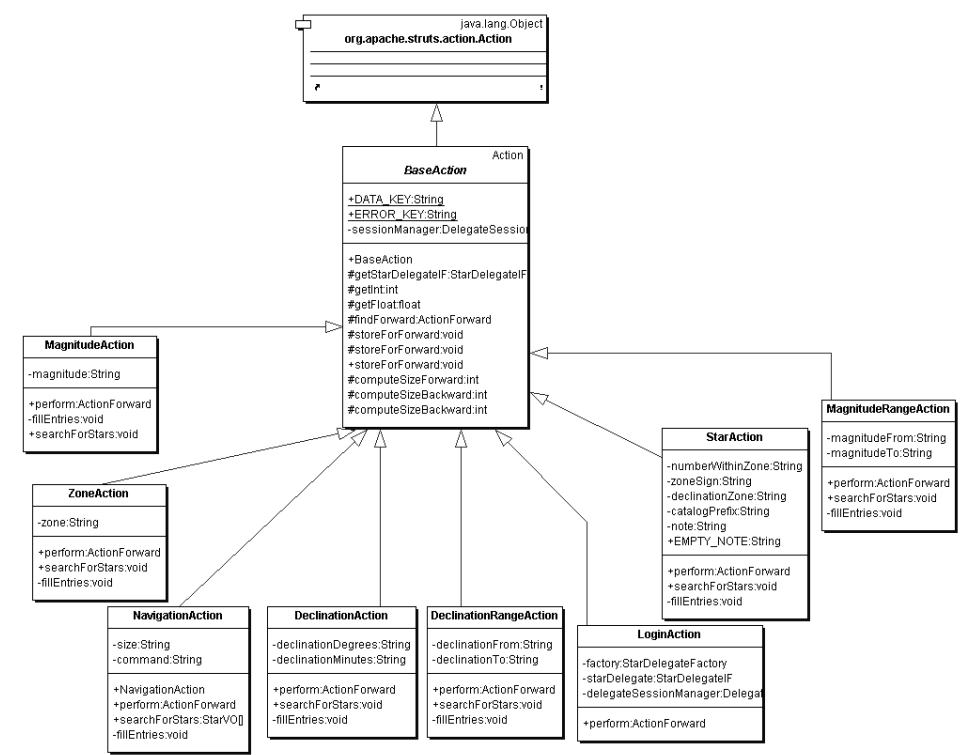 java.lang.Object
org.apache.struts.action.Action
Action
BaseAction
+DATA_KEY:String
+ERROR_KEY:String
-sessionManager:DelegateSession
+BaseAction
#getStarDelegateIF:StarDelegateIF
#getInt:int
#getFloat:float
#findForward:ActionForward
#storeForForward:void
#storeForForward:void
+storeForForward:void
#computeSizeForward:int
#computeSizeBackward:int
#computeSizeBackward:int
MagnitudeAction
-magnitude:String
+perform:ActionForward
-fillEntries:void
+searchForStars:void
MagnitudeRangeAction
-magnitudeFrom:String
-magnitudeTo:String
+perform:ActionForward
+searchForStars:void
-fillEntries:void
StarAction
-numberWithinZone:String
-zoneSign:String
-declinationZone:String
-catalogPrefix:String
-note:String
+EMPTY_NOTE:String
+perform:ActionForward
+searchForStars:void
-fillEntries:void
ZoneAction
-zone:String
+perform:ActionForward
+searchForStars:void
-fillEntries:void
NavigationAction
-size:String
-command:String
+NavigationAction
+perform:ActionForward
+searchForStars:StarVO[]
-fillEntries:void
DeclinationAction
-declinationDegrees:String
-declinationMinutes:String
+perform:ActionForward
+searchForStars:void
-fillEntries:void
DeclinationRangeAction
-declinationFrom:String
-declinationTo:String
+perform:ActionForward
+searchForStars:void
-fillEntries:void
LoginAction
-factory:StarDelegateFactory
-starDelegate:StarDelegateIF
-delegateSessionManager:Delegat
+perform:ActionForward